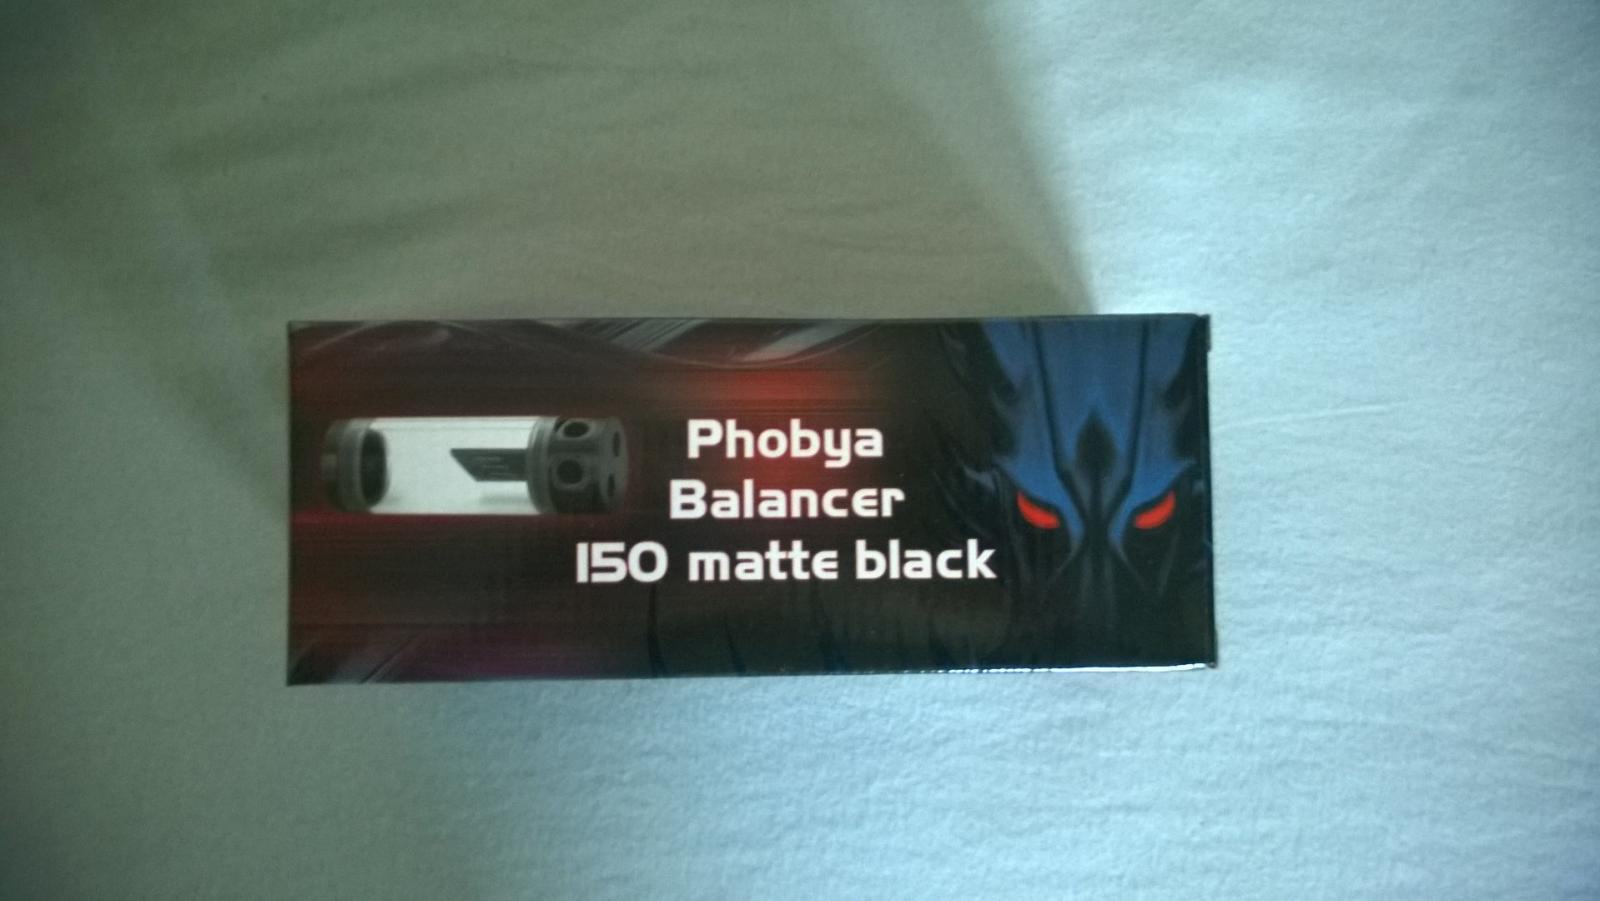 Phobya
Balancer
150 matte black